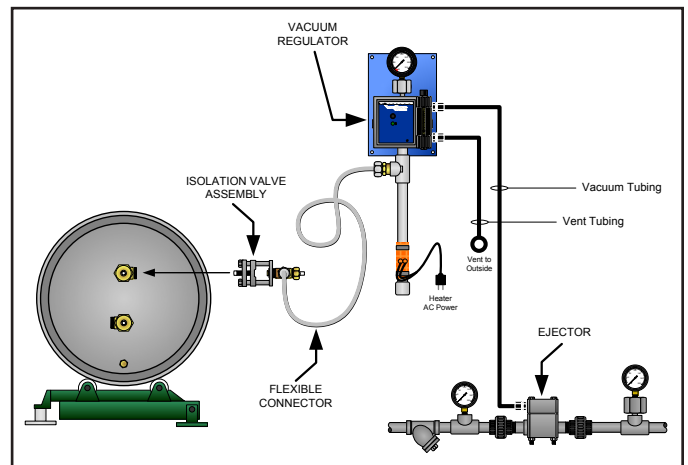 VACUUM
REGULATOR
ISOLATION VALVE
ASSEMBLY
Vacuum Tubing
Vent Tubing
Vent to
Outside
Heater
AC Power
EJECTOR
FLEXIBLE
CONNECTOR